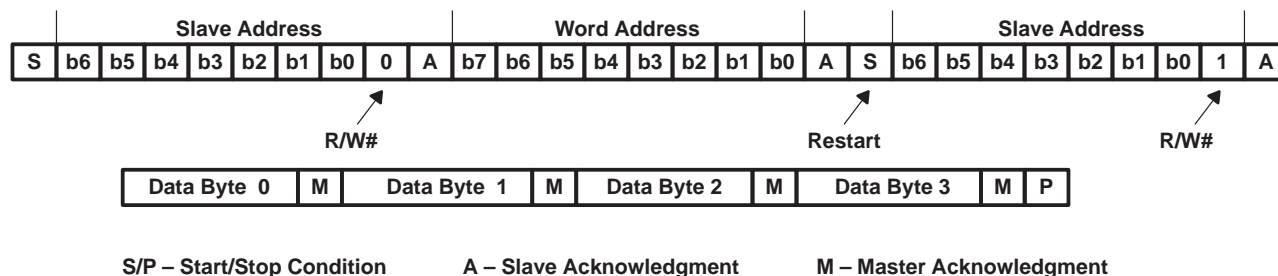 Slave Address Word Address Slave Address
S b6 b5 b4 b3 b2 b1 b0 0 A b7 b6 b5 b4 b3 b2 b1 b0 A S b6 b5 b4 b3 b2 b1 b0 1 A
R/W# Restart R/W#
Data Byte 0 M Data Byte 1 M Data Byte 2 M Data Byte 3 M P
S/P – Start/Stop Condition A – Slave Acknowledgment M – Master Acknowledgment